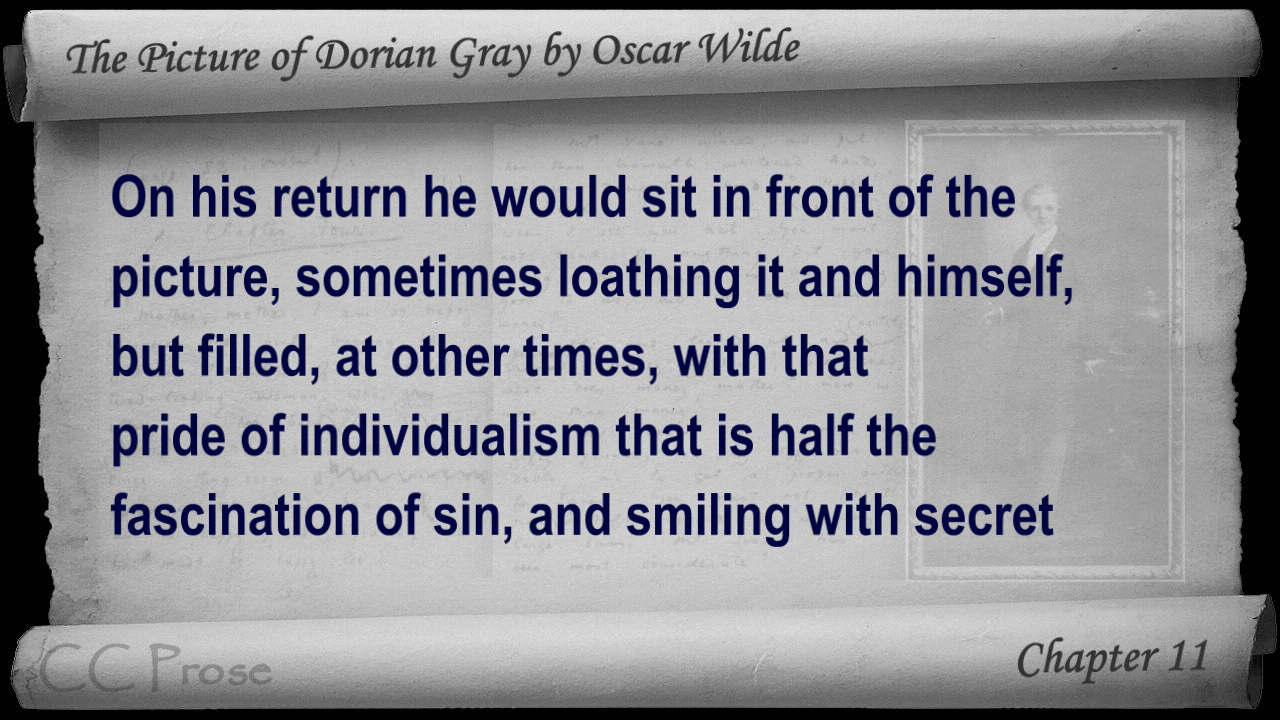 The Picture of Dorian Gray by Oscar Wilde
On his return he would sit in front of the
picture, sometimes loathing it and himself,
but filled, at other times, with that
pride of individualism that is half the
fascination of sin, and smiling with secret
CC Prose
Chapter 11